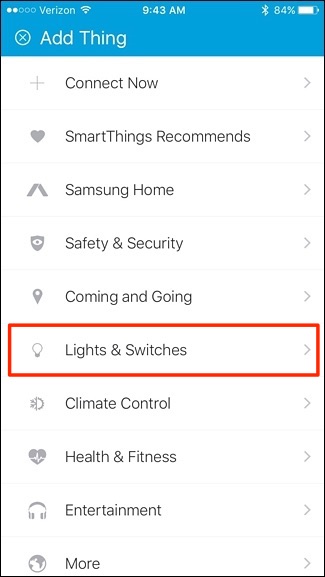 Verizon 9:43 AM 84%
Add Thing
Connect Now
SmartThings Recommends
Samsung Home
Safety & Security
Coming and Going
Lights & Switches
Climate Control
Health & Fitness
Entertainment
More